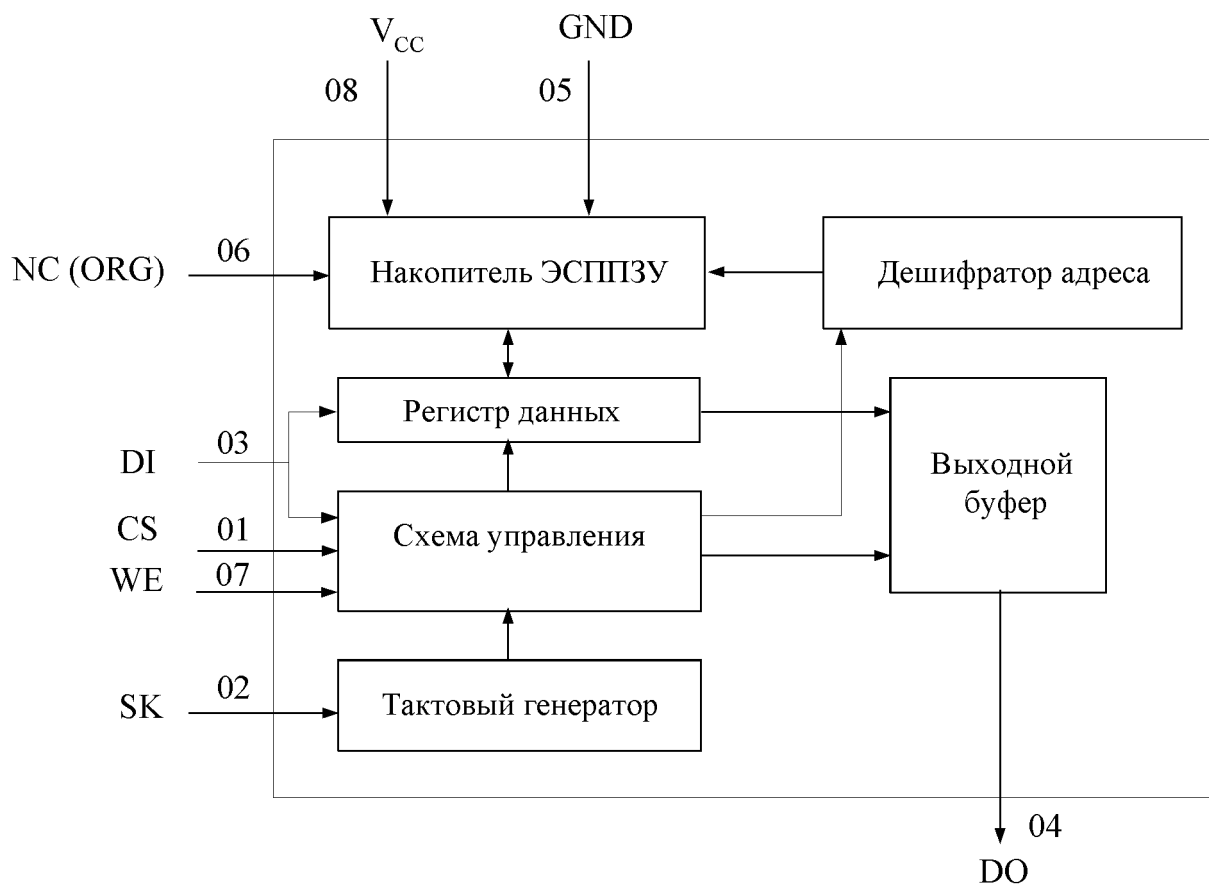 V_CC
GND
08
05
NC (ORG)
06
Накопитель ЭСППЗУ
Дешифратор адреса
Регистр данных
DI
03
Выходной
буфер
CS
01
Схема управления
WE
07
SK
02
Тактовый генератор
04
DO